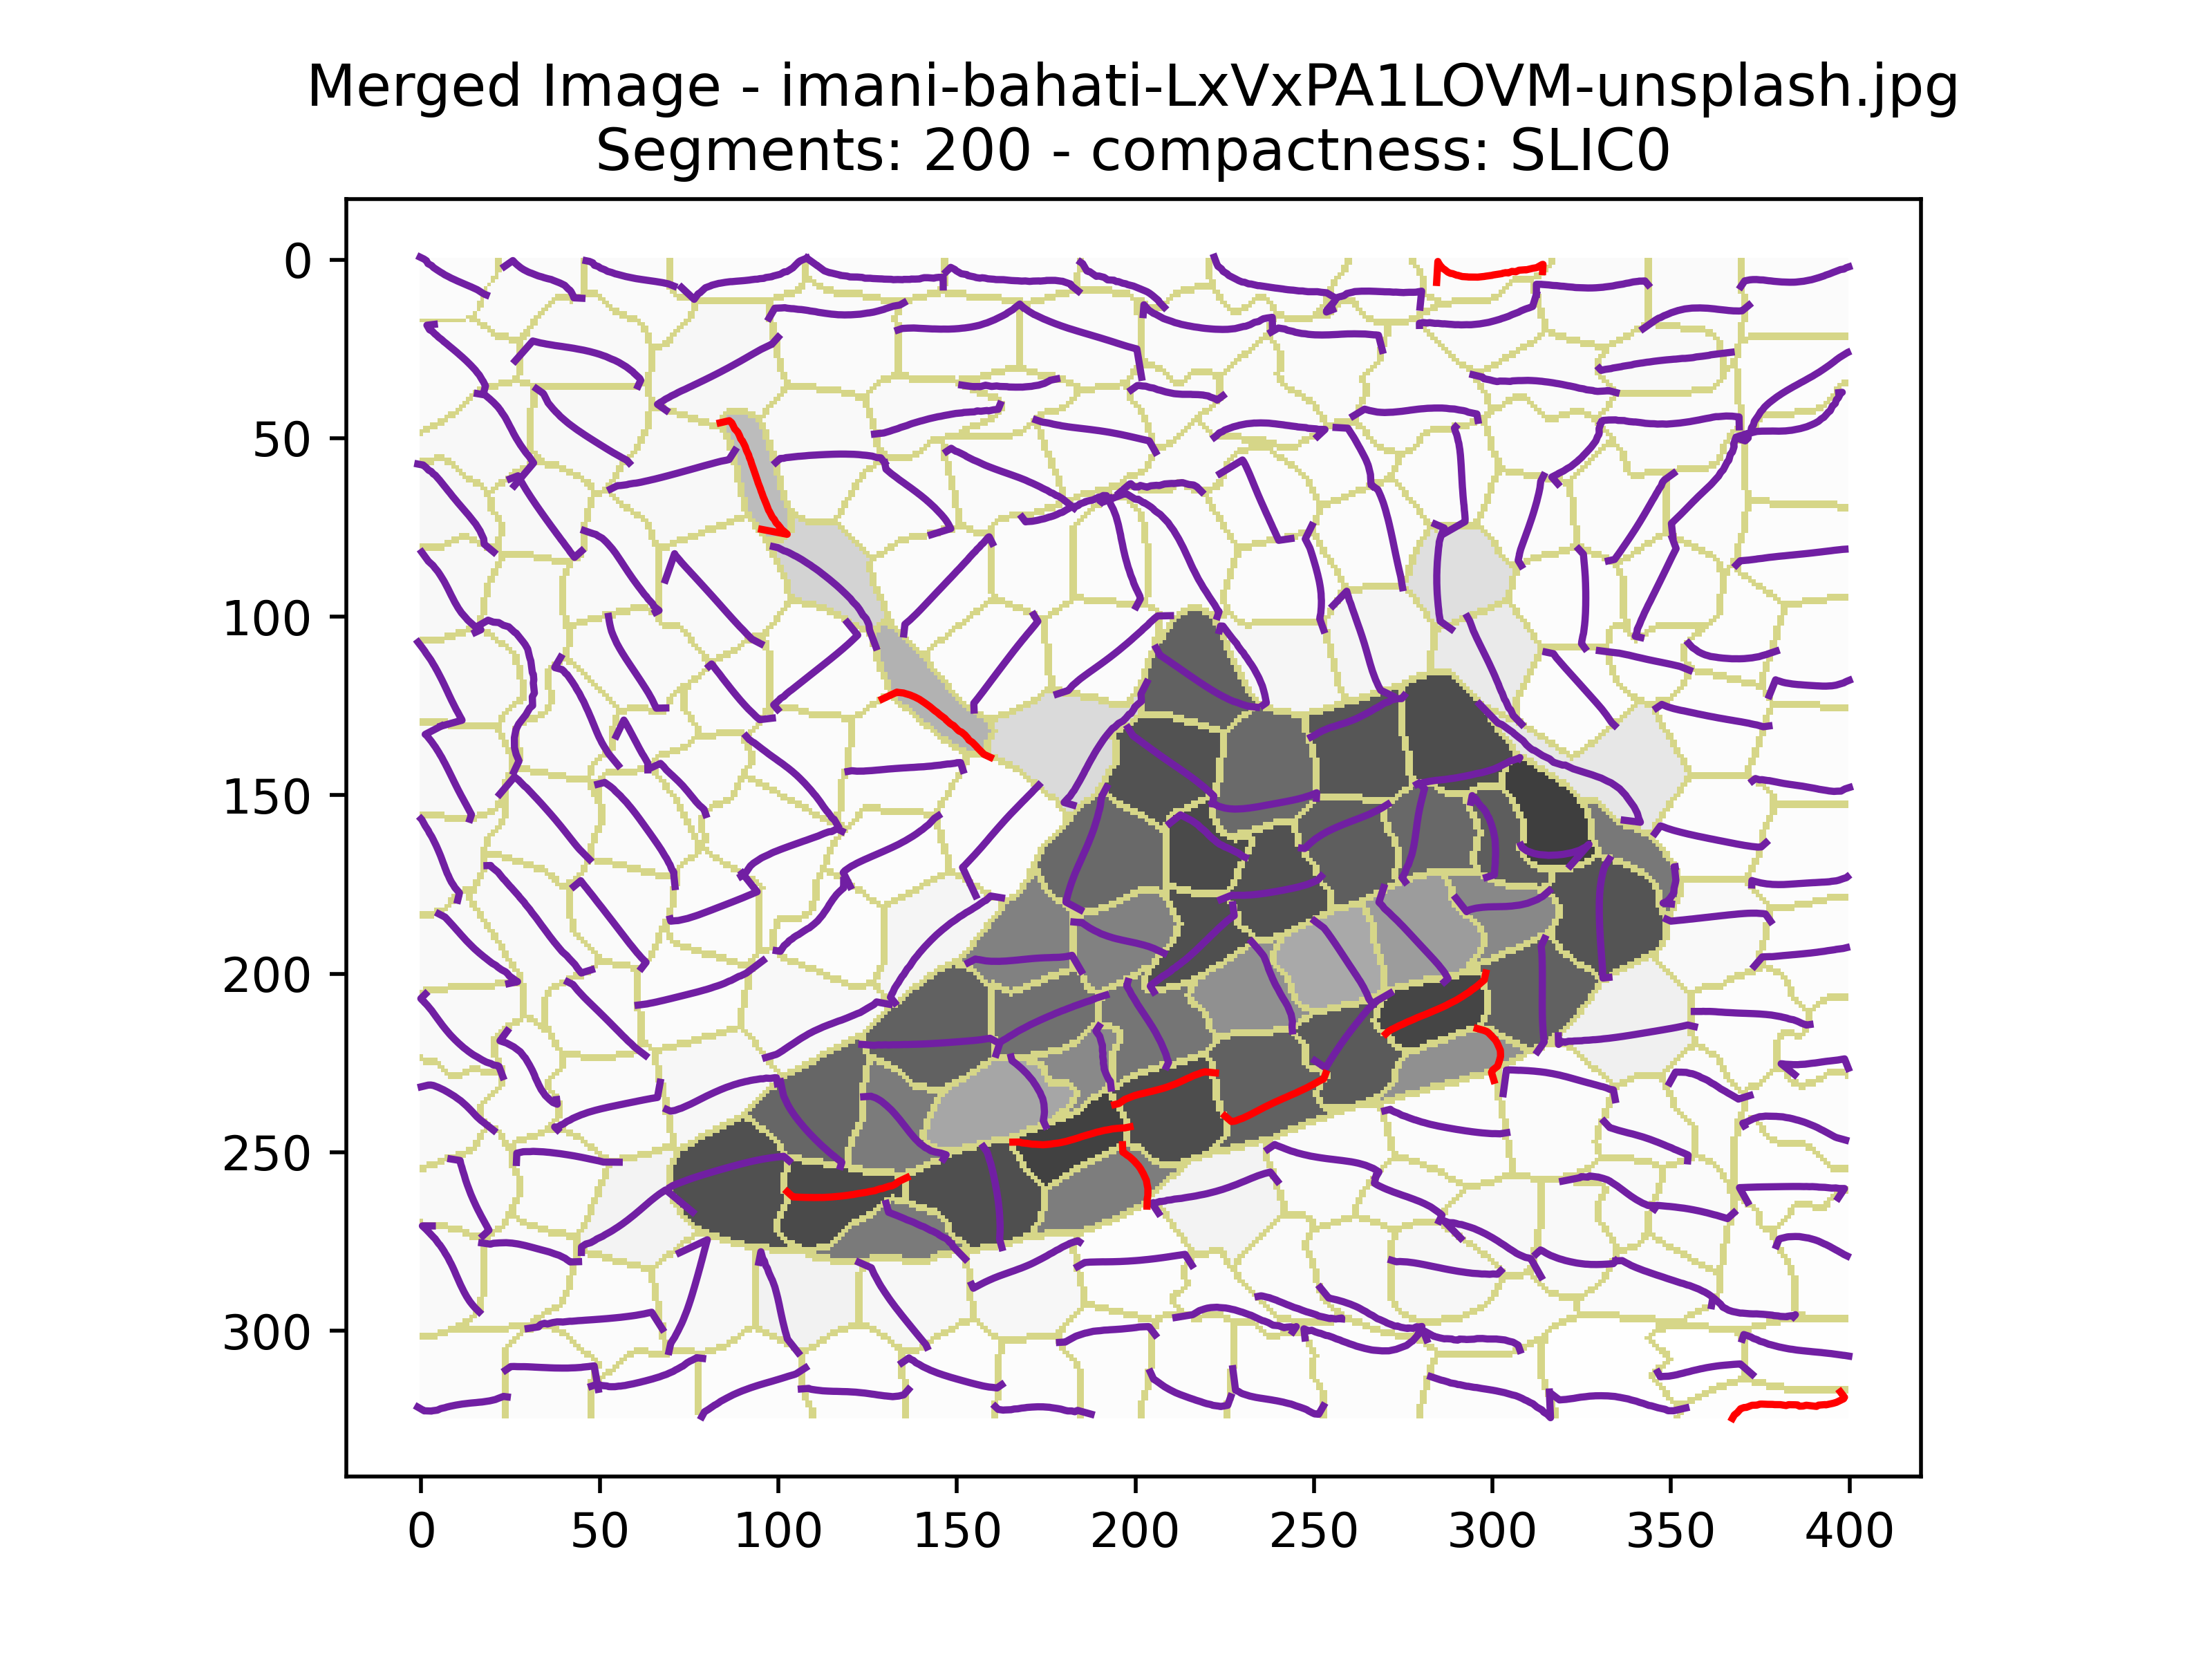 Merged Image - imani-bahati-LxVxPA1LOVM-unsplash.jpg
Segments: 200 - compactness: SLIC0
0
50
100
150
200
250
300
0 50 100 150 200 250 300 350 400